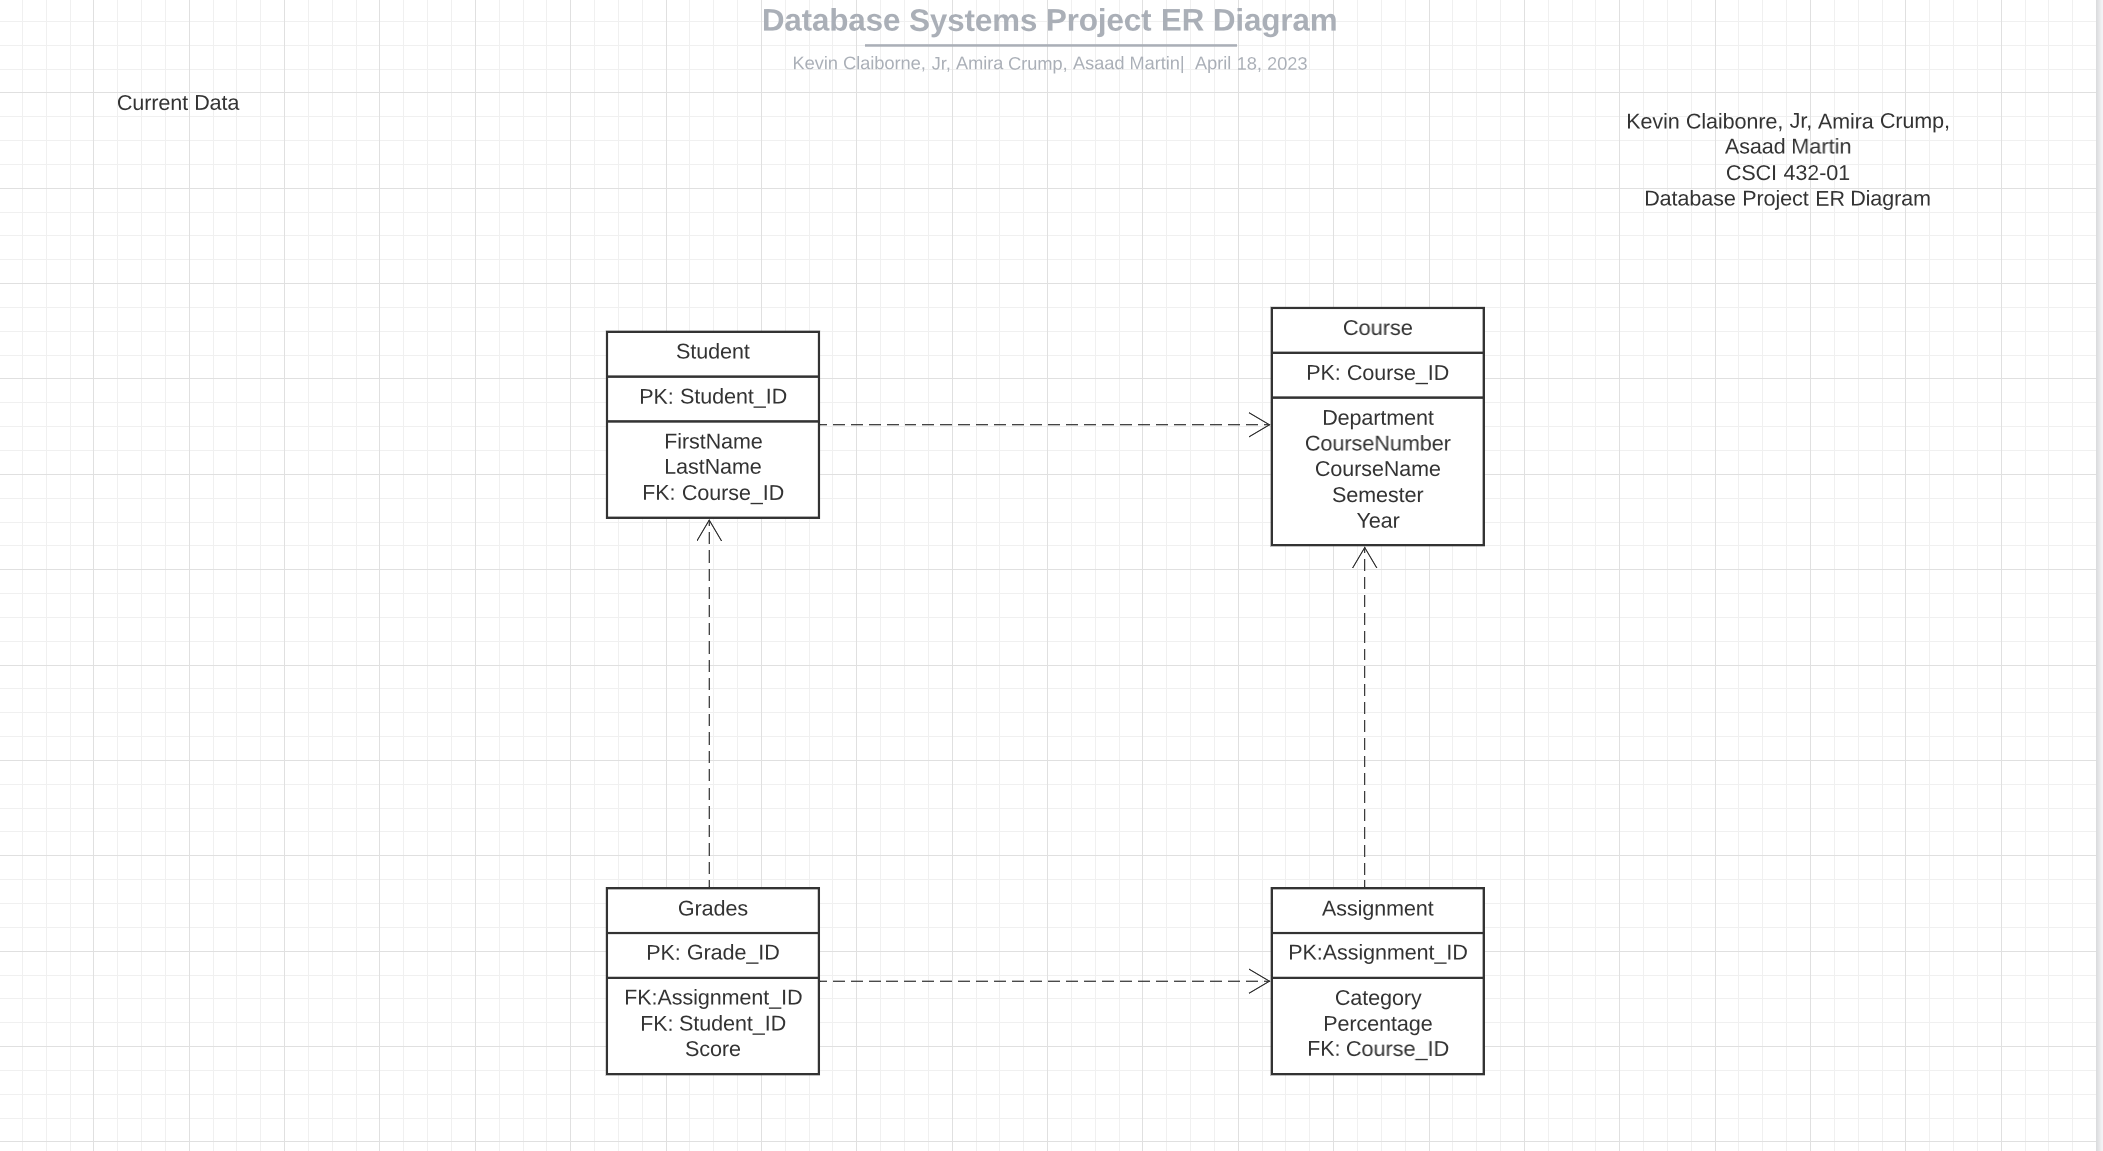 Database Systems Project ER Diagram
Kevin Claiborne, Jr, Amira Crump, Asaad Martin| April 18, 2023
Current Data
Kevin Claibonre, Jr, Amira Crump,
Asaad Martin
CSCI 432-01
Database Project ER Diagram
Student
PK: Student_ID
FirstName
LastName
FK: Course_ID
Course
PK: Course_ID
Department
CourseNumber
CourseName
Semester
Year
Grades
PK: Grade_ID
FK:Assignment_ID
FK: Student_ID
Score
Assignment
PK:Assignment_ID
Category
Percentage
FK: Course_ID